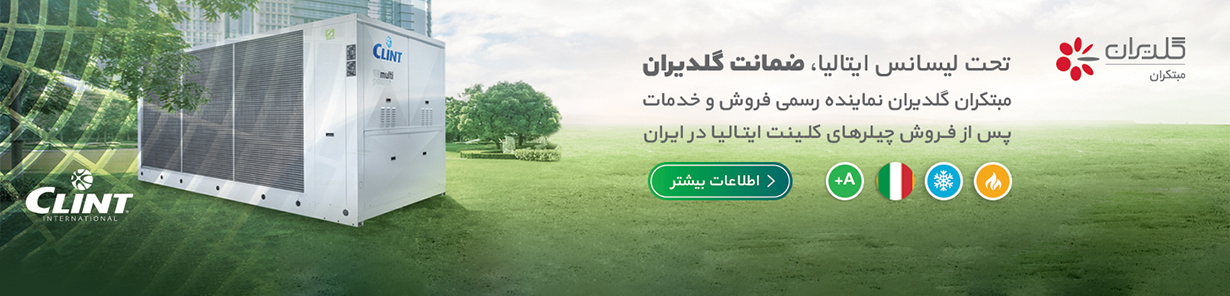 گلدیران
مبتکران
تحت لیسانس ایتالیا، ضمانت گلدیران
مبتکران گلدیران نماینده رسمی فروش و خدمات
پس از فروش چیلرهای کلینت ایتالیا در ایران
A+
اطلاعات بیشتر
CLINT
multi
CLINT
INTERNATIONAL